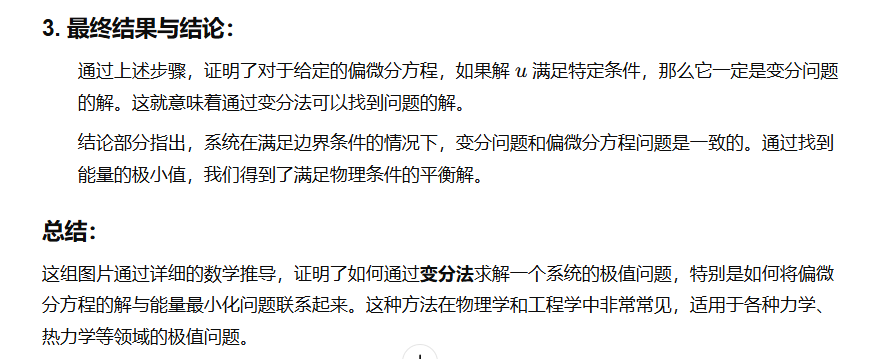 3. 最终结果与结论：
通过上述步骤，证明了对于给定的偏微分方程，如果解 u 满足特定条件，那么它一定是变分问题
的解。这就意味着通过变分法可以找到问题的解。
结论部分指出，系统在满足边界条件的情况下，变分问题和偏微分方程问题是一致的。通过找到
能量的极小值，我们得到了满足物理条件的平衡解。
总结：
这组图片通过详细的数学推导，证明了如何通过变分法求解一个系统的极值问题，特别是如何将偏微
分方程的解与能量最小化问题联系起来。这种方法在物理学和工程学中非常常见，适用于各种力学、
热力学等领域的极值问题。